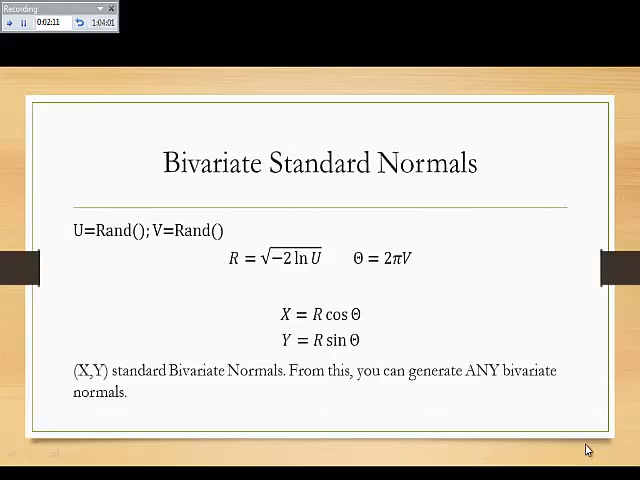 Recording
0:02:11
1:04:01
Bivariate Standard Normals
U=Rand(); V=Rand()
R = √−2 ln U Θ = 2πV
X = R cos Θ
Y = R sin Θ
(X,Y) standard Bivariate Normals. From this, you can generate ANY bivariate
normals.